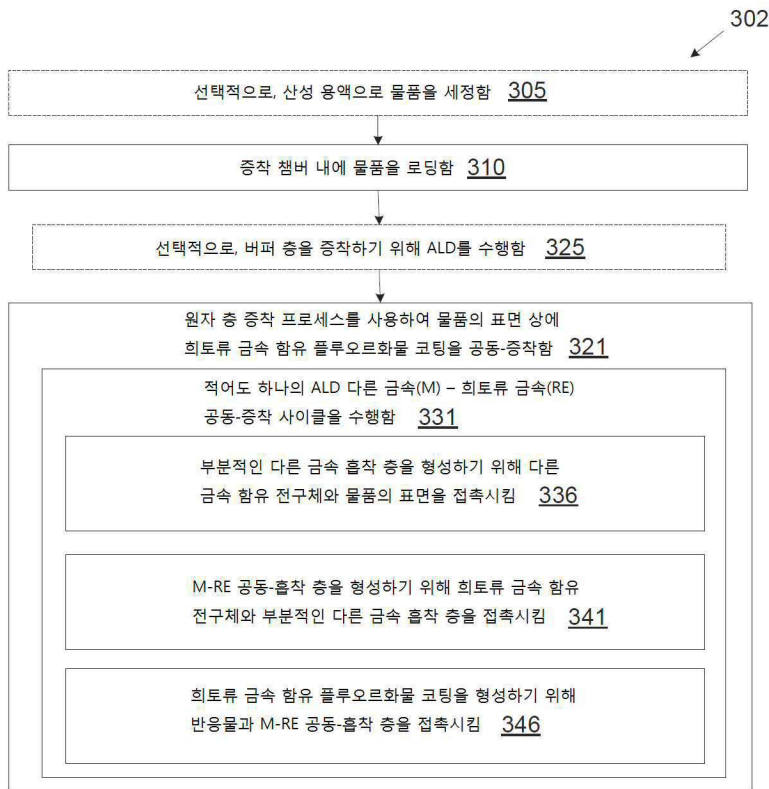 302
선택적으로, 산성 용액으로 물품을 세정함 305
증착 챔버 내에 물품을 로딩함 310
선택적으로, 버퍼 층을 증착하기 위해 ALD를 수행함 325
원자 층 증착 프로세스를 사용하여 물품의 표면 상에
희토류 금속 함유 플루오르화물 코팅을 공동-증착함 321
적어도 하나의 ALD 다른 금속(M) – 희토류 금속(RE)
공동-증착 사이클을 수행함 331
부분적인 다른 금속 흡착 층을 형성하기 위해 다른
금속 함유 전구체와 물품의 표면을 접촉시킴 336
M-RE 공동-흡착 층을 형성하기 위해 희토류 금속 함유
전구체와 부분적인 다른 금속 흡착 층을 접촉시킴 341
희토류 금속 함유 플루오르화물 코팅을 형성하기 위해
반응물과 M-RE 공동-흡착 층을 접촉시킴 346